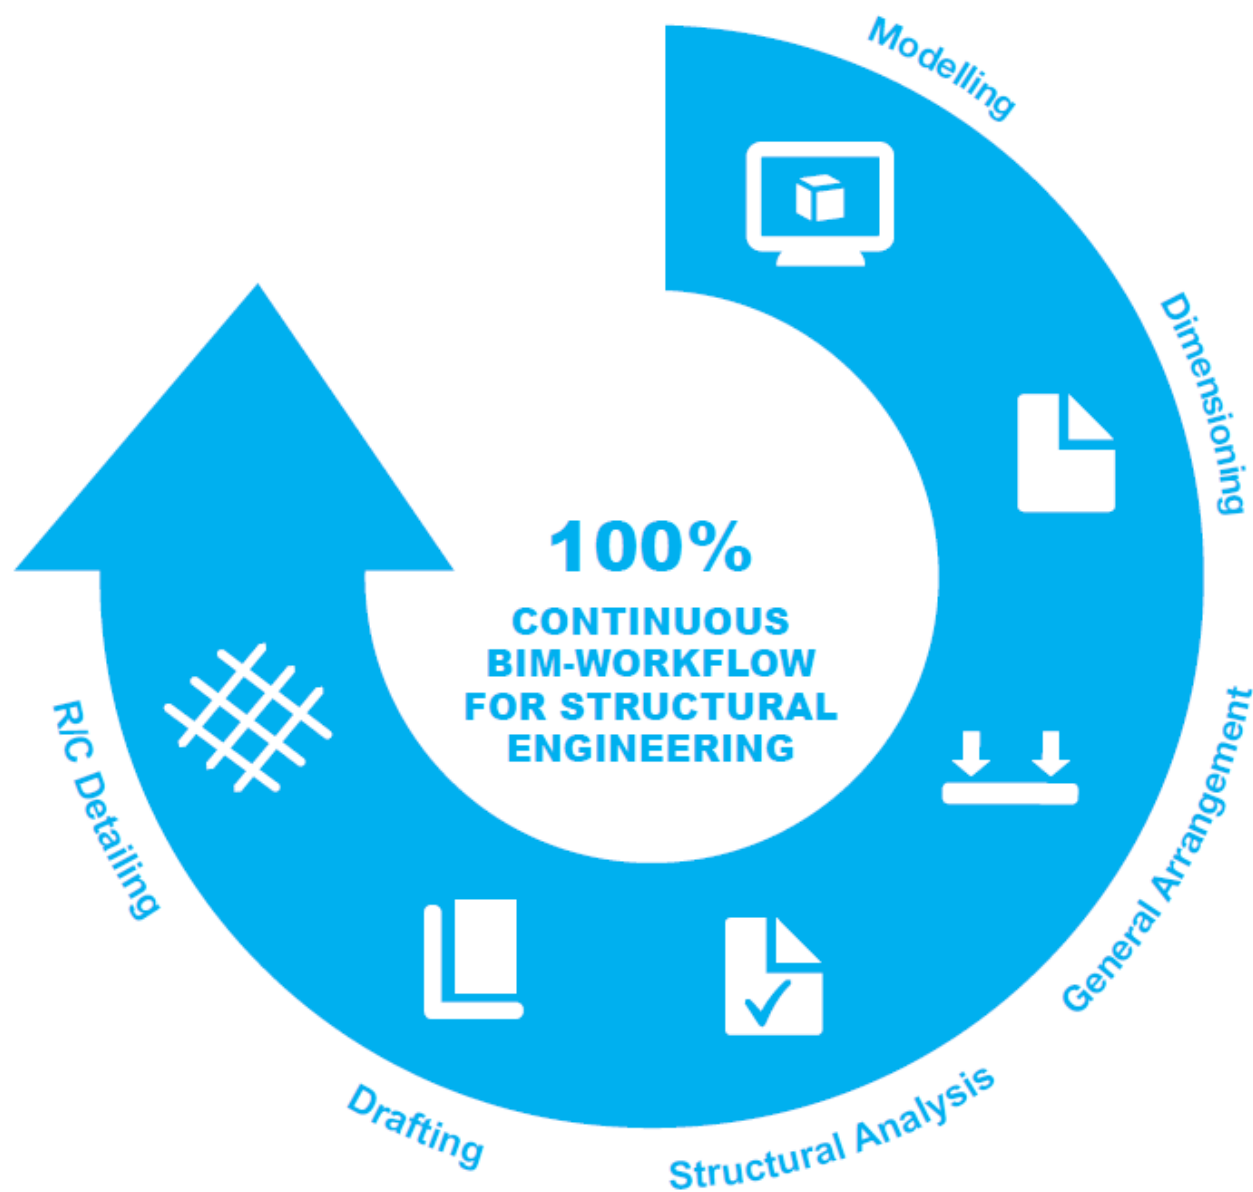 Modelling
Dimensioning
General Arrangement
Structural Analysis
Drafting
R/C Detailing
100%
CONTINUOUS
BIM-WORKFLOW
FOR STRUCTURAL
ENGINEERING